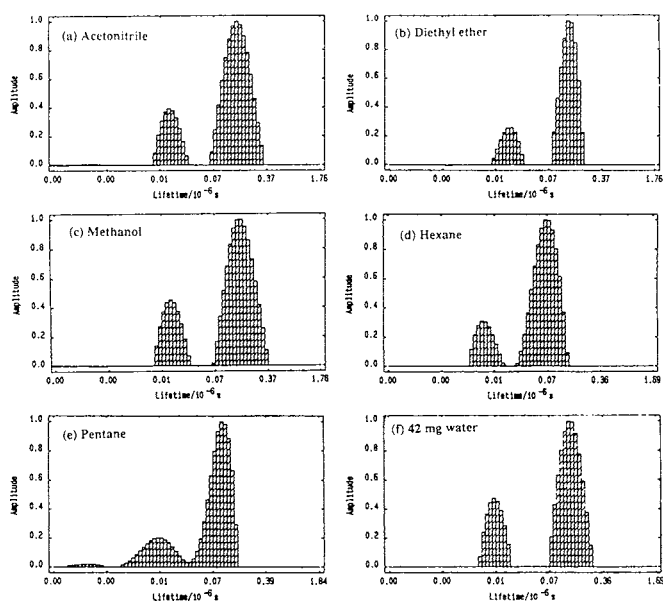 (a) Acetonitrile
Amplitude
1.0
0.8
0.6
0.4
0.2
0.0
0.00 0.00 0.01 0.07 0.37 1.76
Lifetime/10⁻⁶ s
(b) Diethyl ether
Amplitude
1.0
0.8
0.6
0.4
0.2
0.0
0.00 0.00 0.01 0.07 0.37 1.76
Lifetime/10⁻⁶ s
(c) Methanol
Amplitude
1.0
0.8
0.6
0.4
0.2
0.0
0.00 0.00 0.01 0.07 0.37 1.76
Lifetime/10⁻⁶ s
(d) Hexane
Amplitude
1.0
0.8
0.6
0.4
0.2
0.0
0.00 0.00 0.01 0.07 0.36 1.69
Lifetime/10⁻⁶ s
(e) Pentane
Amplitude
1.0
0.8
0.6
0.4
0.2
0.0
0.00 0.00 0.01 0.07 0.39 1.84
Lifetime/10⁻⁶ s
(f) 42 mg water
Amplitude
1.0
0.8
0.6
0.4
0.2
0.0
0.00 0.00 0.01 0.07 0.37 1.69
Lifetime/10⁻⁶ s